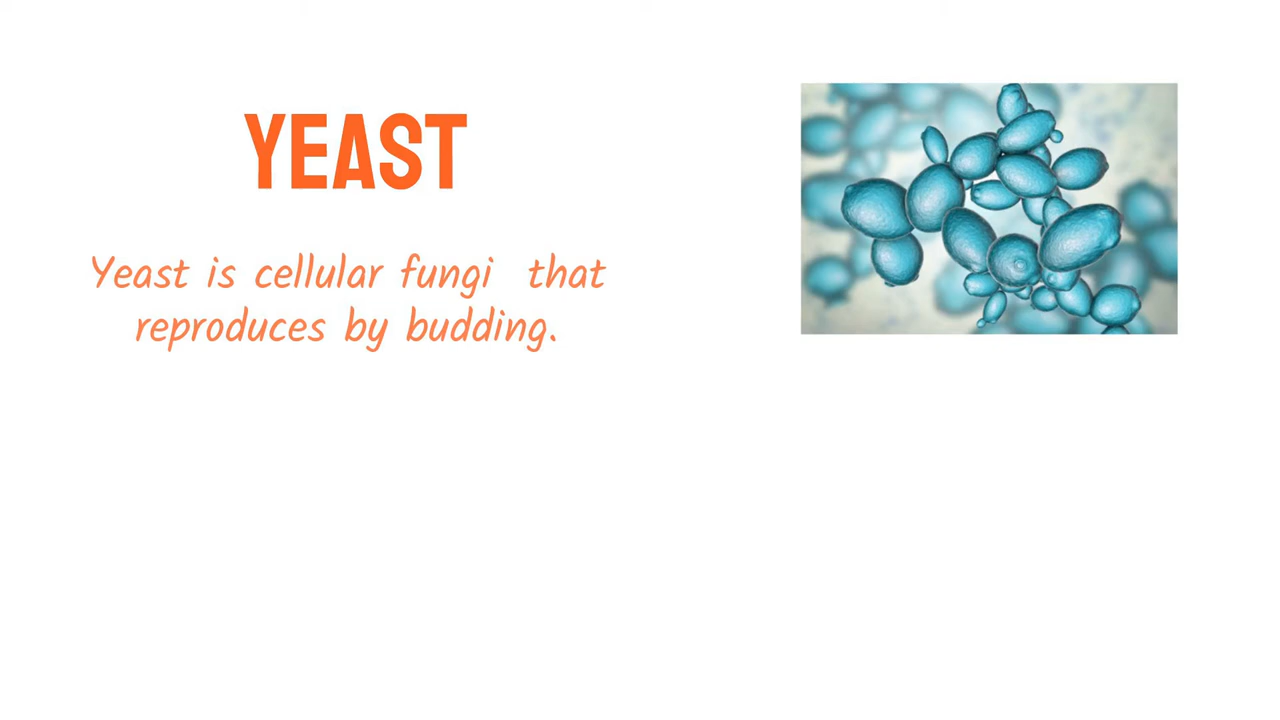 YEAST
Yeast is cellular fungi that
reproduces by budding.